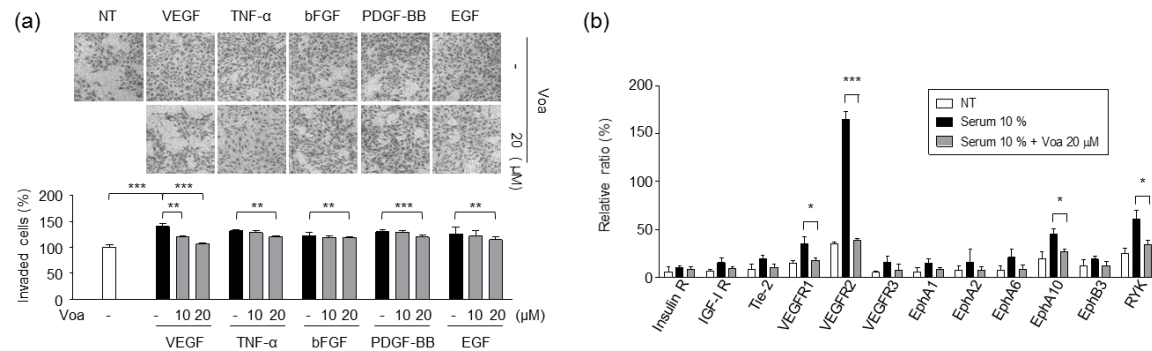 (a)
NT VEGF TNF-α bFGF PDGF-BB EGF
-
Voa
20 (μM)
Invaded cells (%)
200
150
100
50
0
*** ***
** ** ** *** **
Voa - - 10 20 - 10 20 - 10 20 - 10 20 - 10 20 (μM)
VEGF TNF-α bFGF PDGF-BB EGF
(b)
Relative ratio (%)
200
150
100
50
0
NT
Serum 10 %
Serum 10 % + Voa 20 μM
* *** * *
Insulin R IGF-I R Tie-2 VEGFR1 VEGFR2 VEGFR3 EphA1 EphA2 EphA6 EphA10 EphB3 RYK